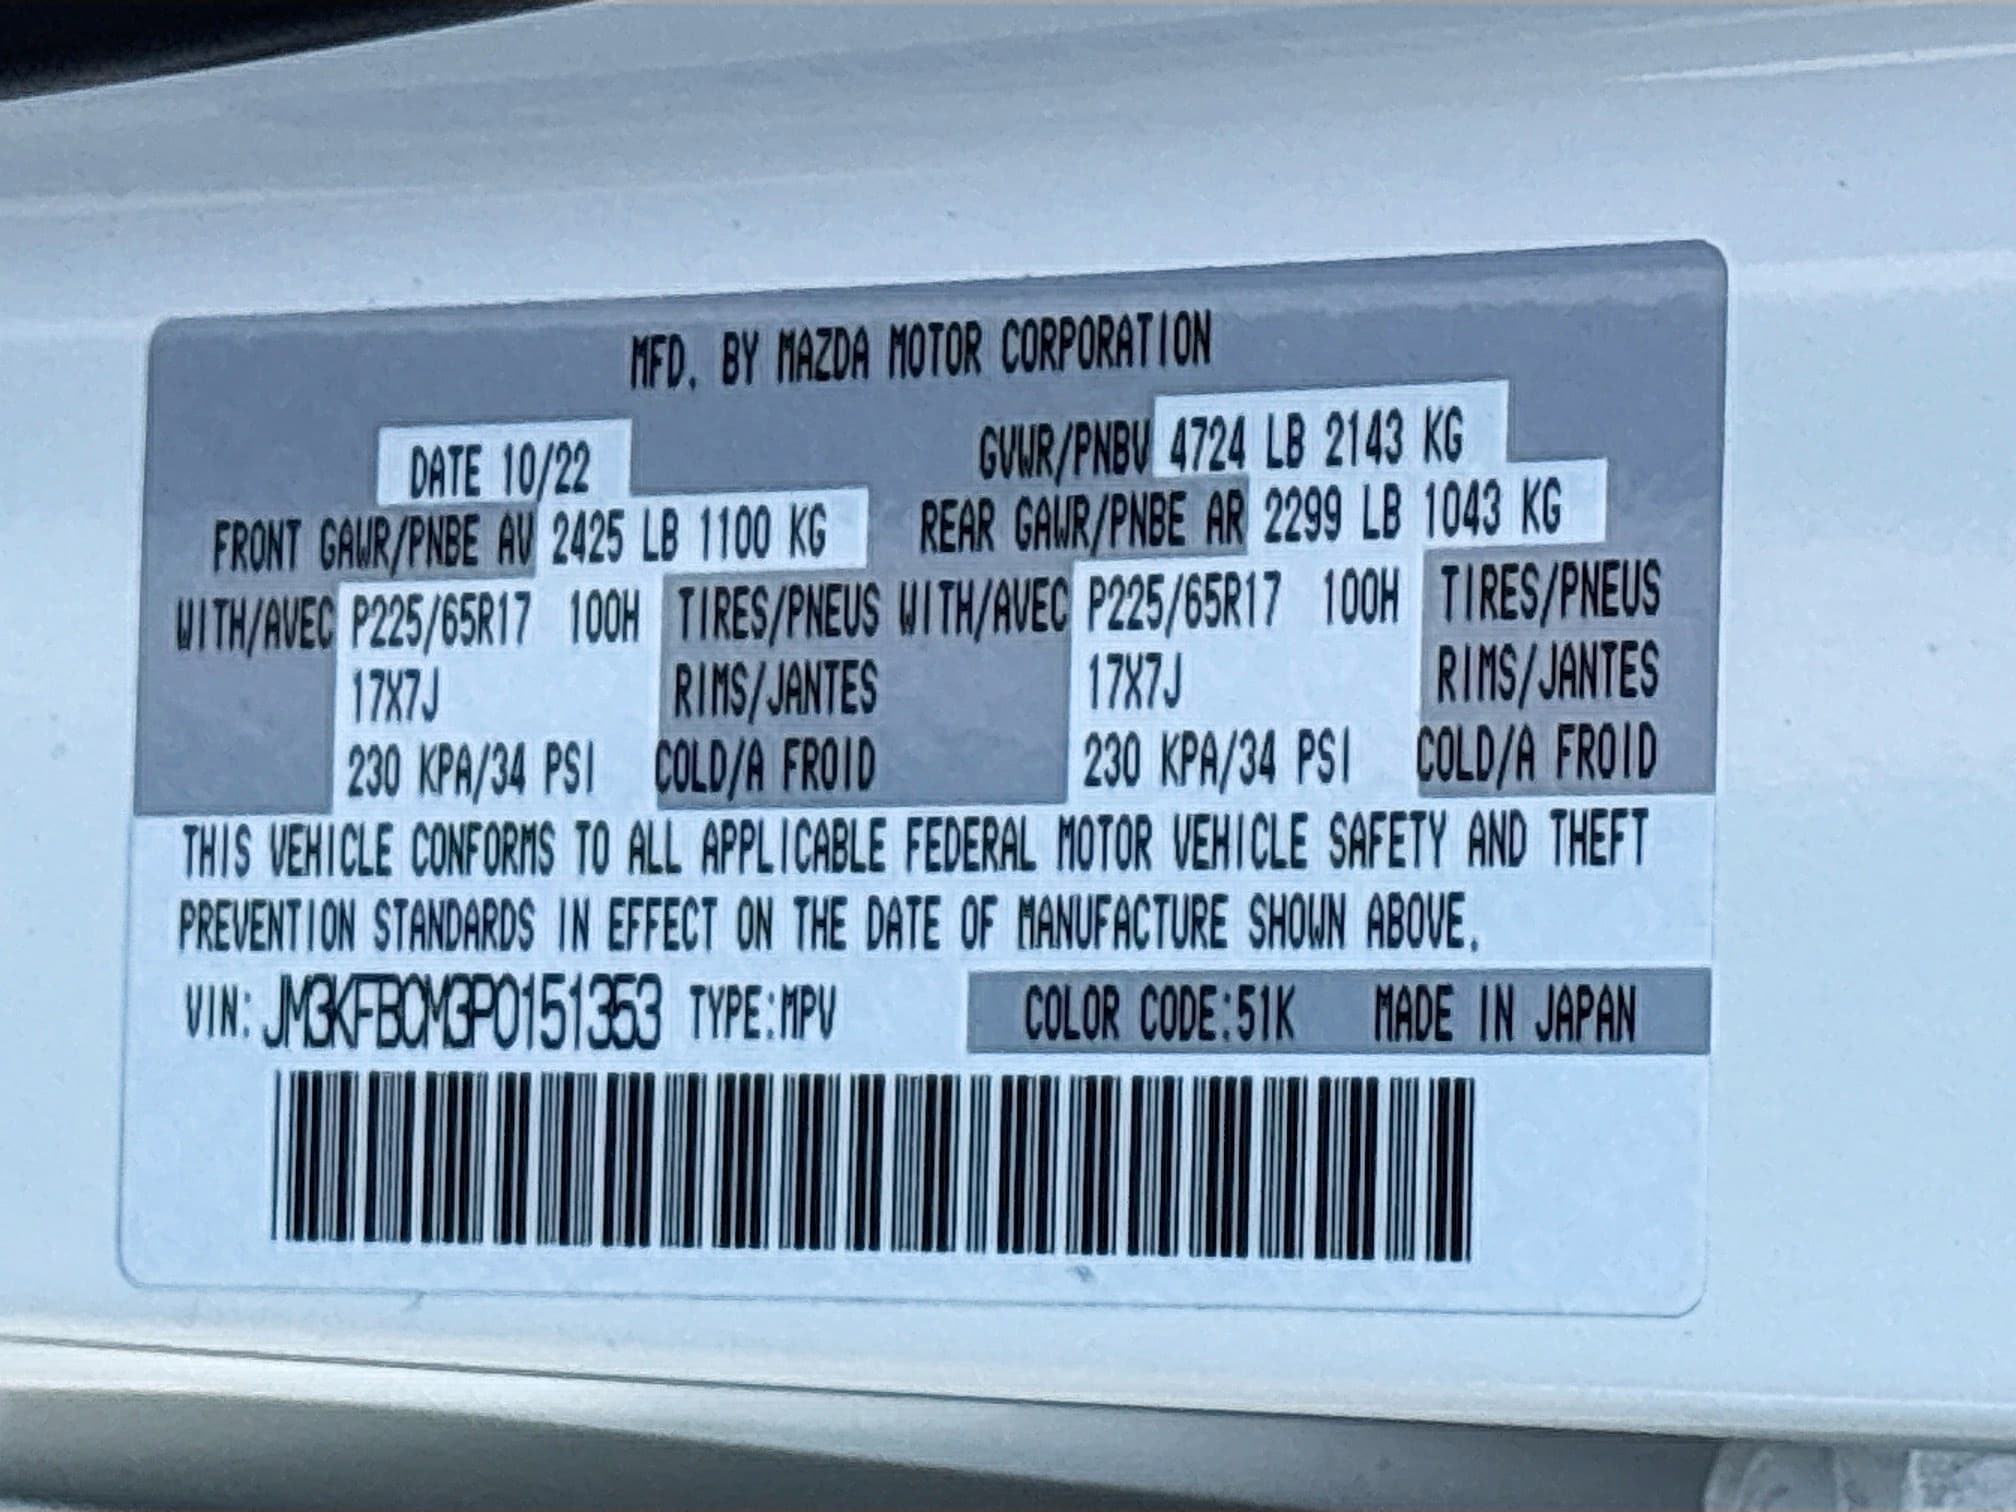 MFD. BY MAZDA MOTOR CORPORATION
DATE 10/22 GVWR/PNBV 4724 LB 2143 KG
FRONT GAWR/PNBE AV 2425 LB 1100 KG REAR GAWR/PNBE AR 2299 LB 1043 KG
WITH/AVEC P225/65R17 100H TIRES/PNEUS WITH/AVEC P225/65R17 100H TIRES/PNEUS
17X7J RIMS/JANTES 17X7J RIMS/JANTES
230 KPA/34 PSI COLD/A FROID 230 KPA/34 PSI COLD/A FROID
THIS VEHICLE CONFORMS TO ALL APPLICABLE FEDERAL MOTOR VEHICLE SAFETY AND THEFT
PREVENTION STANDARDS IN EFFECT ON THE DATE OF MANUFACTURE SHOWN ABOVE.
VIN: JM3KFBCM3P0151353 TYPE:MPV COLOR CODE:51K MADE IN JAPAN